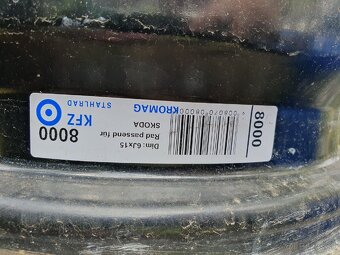 8000
KFZ
STAHLRAD
KROMAG
Dim: 6Jx15
Rad passend für
SKODA
8000